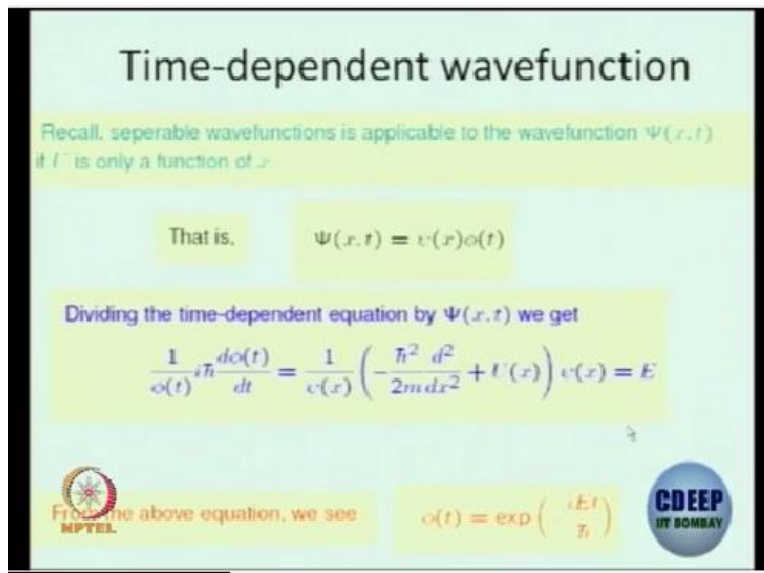 Time-dependent wavefunction
Recall, seperable wavefunctions is applicable to the wavefunction Ψ(x,t)
if U is only a function of x
That is, Ψ(x,t) = ψ(x)φ(t)
Dividing the time-dependent equation by Ψ(x,t) we get
1/φ(t) iℏ dφ(t)/dt = 1/ψ(x) (-ℏ²/2m d²/dx² + U(x)) ψ(x) = E
From the above equation, we see φ(t) = exp(-iEt/ℏ)
NPTEL
CDEEP
IIT BOMBAY